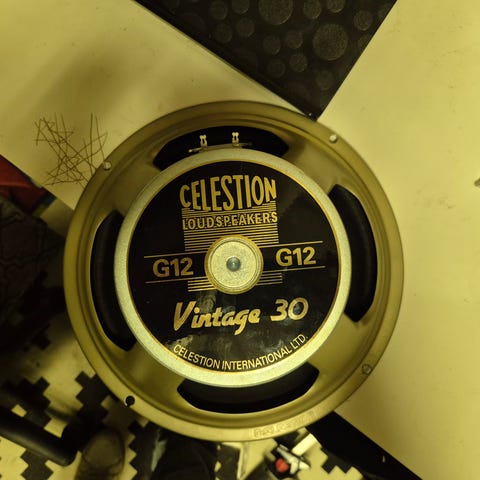 CELESTION
LOUDSPEAKERS
G12 G12
Vintage 30
CELESTION INTERNATIONAL LTD.